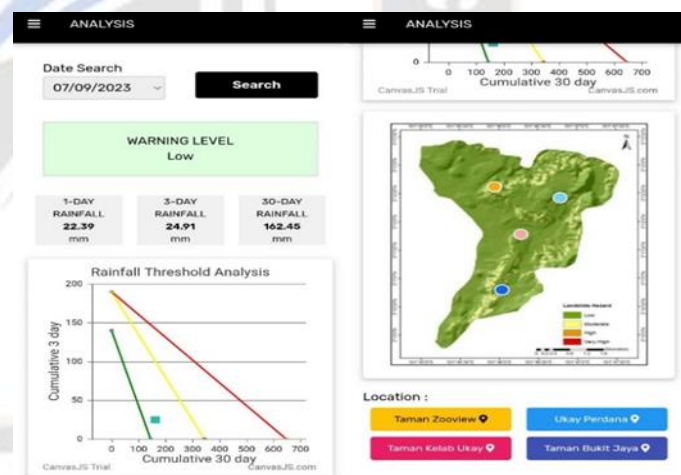 ANALYSIS
Date Search
07/09/2023
Search
WARNING LEVEL
Low
1-DAY RAINFALL 22.39 mm
3-DAY RAINFALL 24.91 mm
30-DAY RAINFALL 162.45 mm
Rainfall Threshold Analysis
Cumulative 3 day
200
150
100
50
0
0 100 200 300 400 500 600 700
Cumulative 30 day
CanvasJS Trial
CanvasJS.com
ANALYSIS
0
0 100 200 300 400 500 600 700
Cumulative 30 day
CanvasJS Trial
CanvasJS.com
N
Landslide Hazard
Low
Moderate
High
Very High
Location :
Taman Zooview
Ukay Perdana
Taman Kelab Ukay
Taman Bukit Jaya